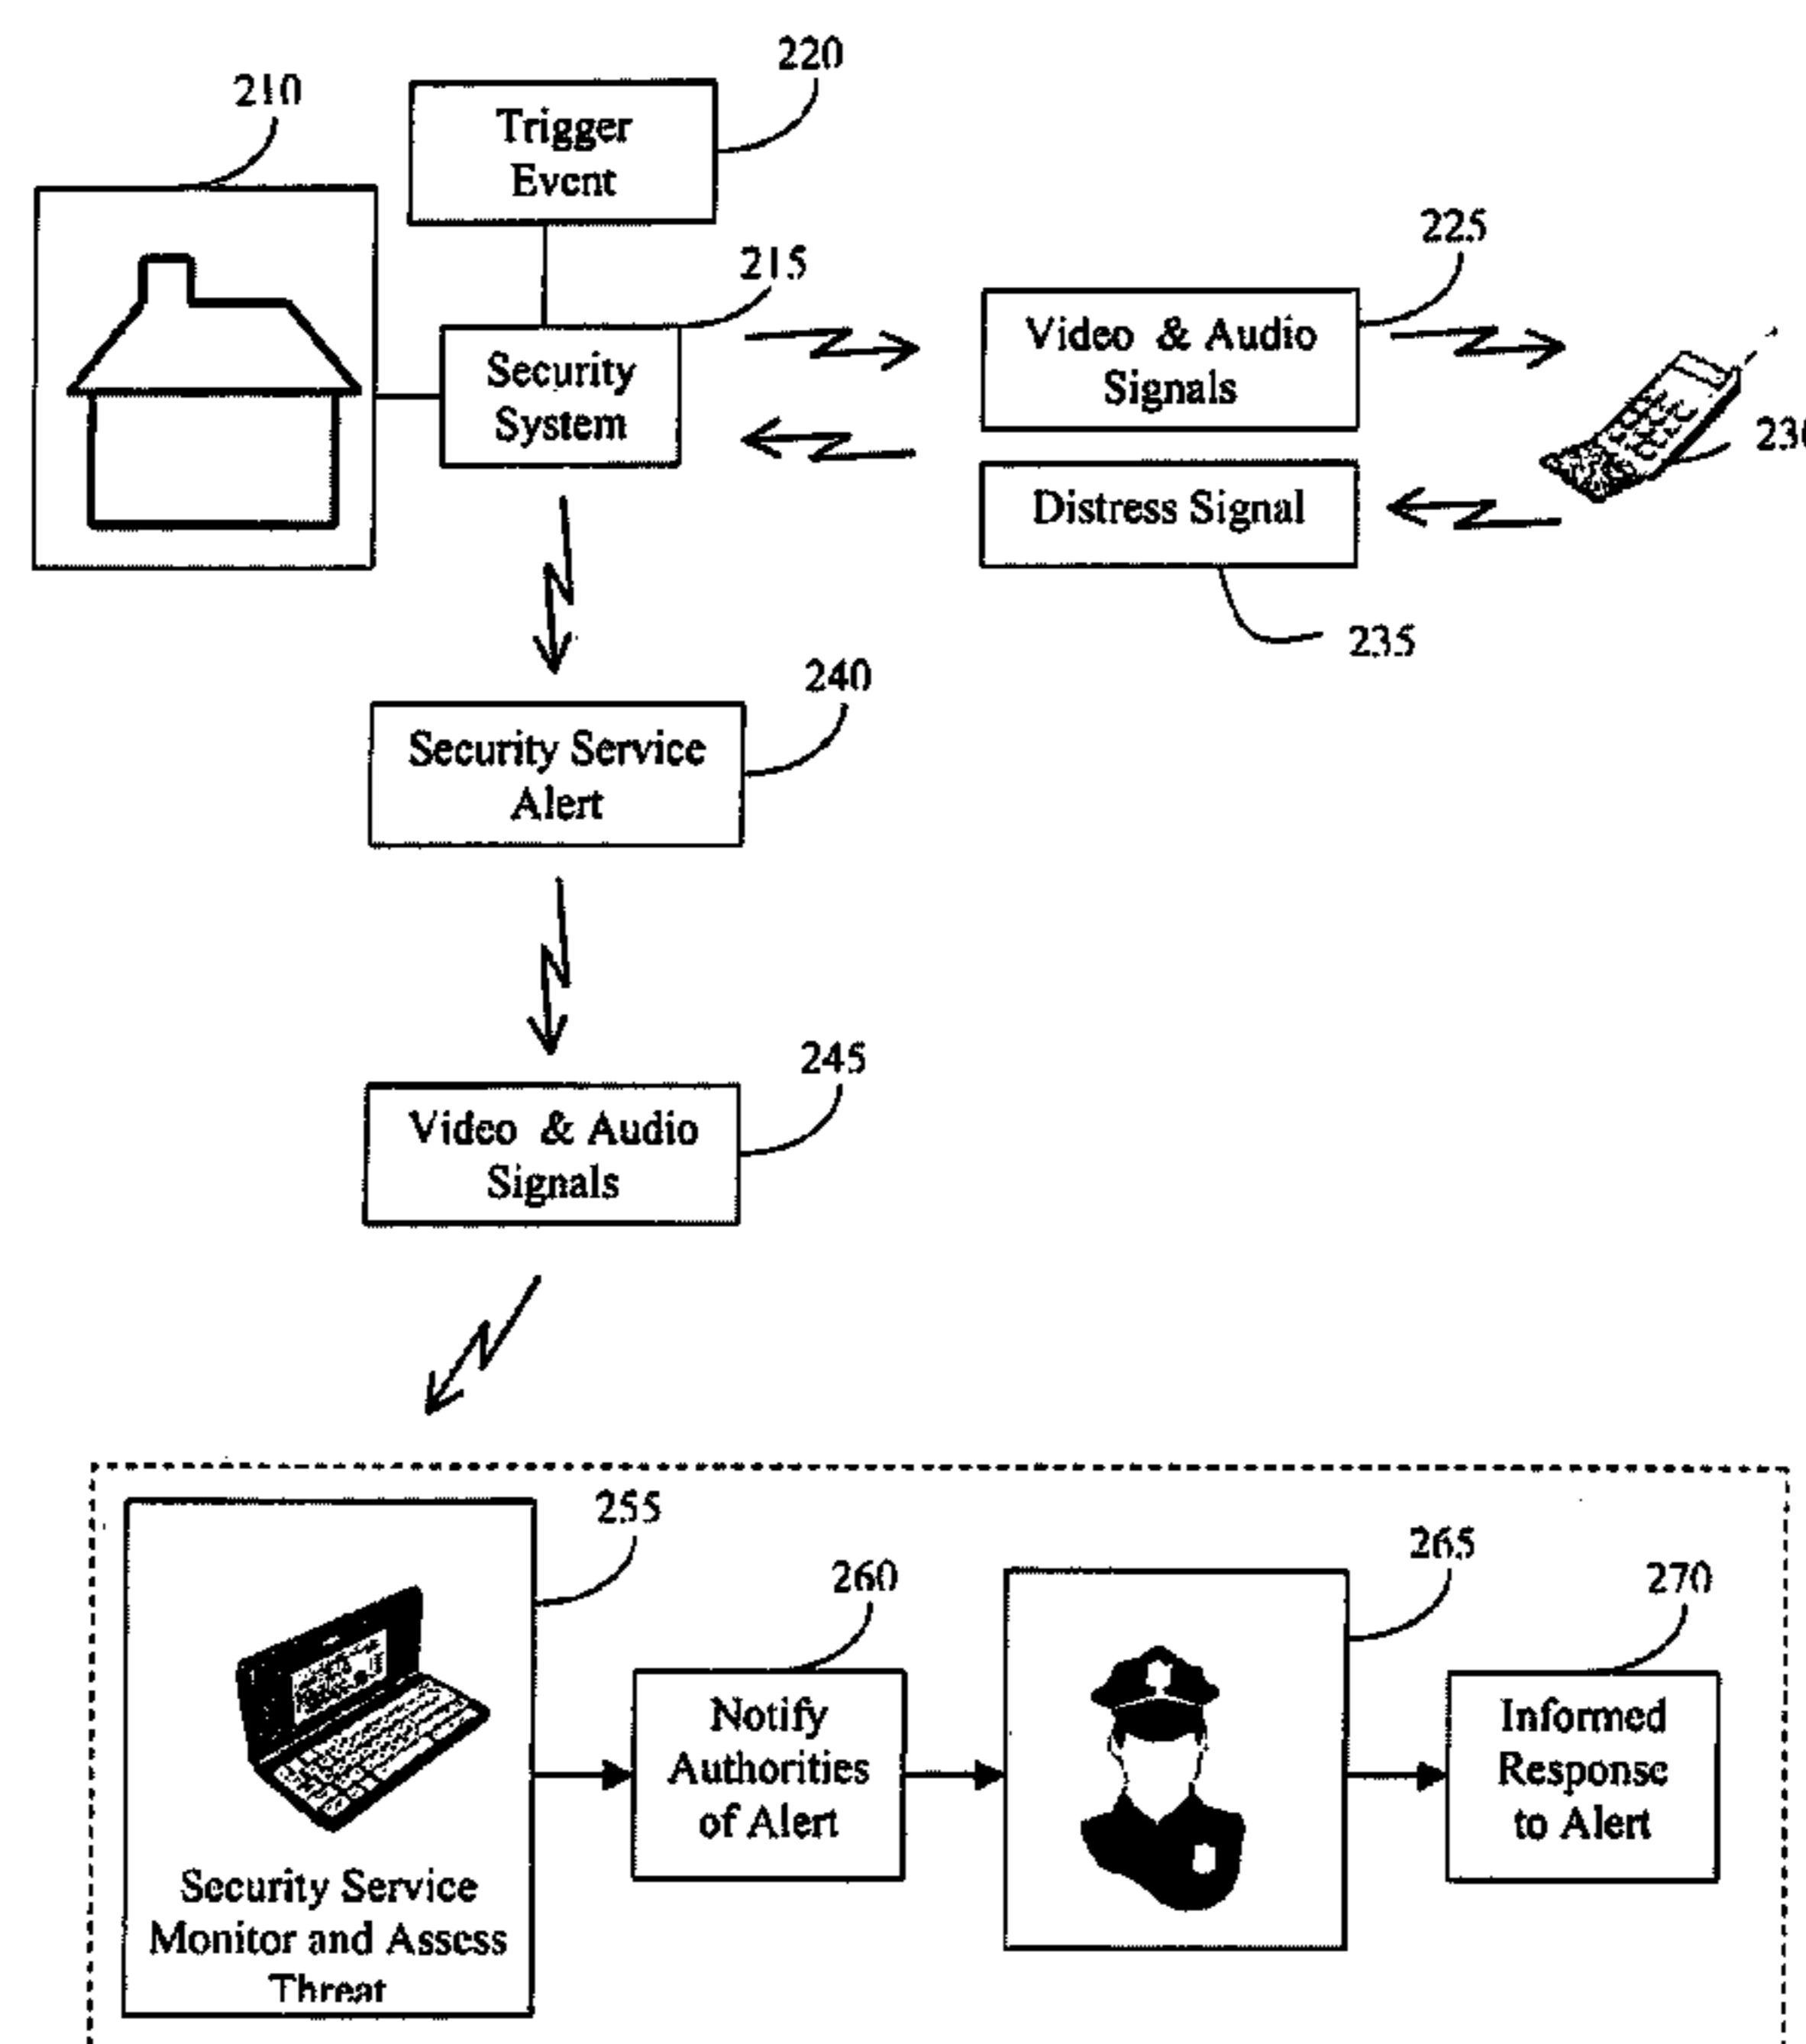 210
220
Trigger
Event
215
Security
System
225
Video & Audio
Signals
230
Distress Signal
235
240
Security Service
Alert
245
Video & Audio
Signals
255
Security Service
Monitor and Assess
Threat
260
Notify
Authorities
of Alert
265
270
Informed
Response
to Alert